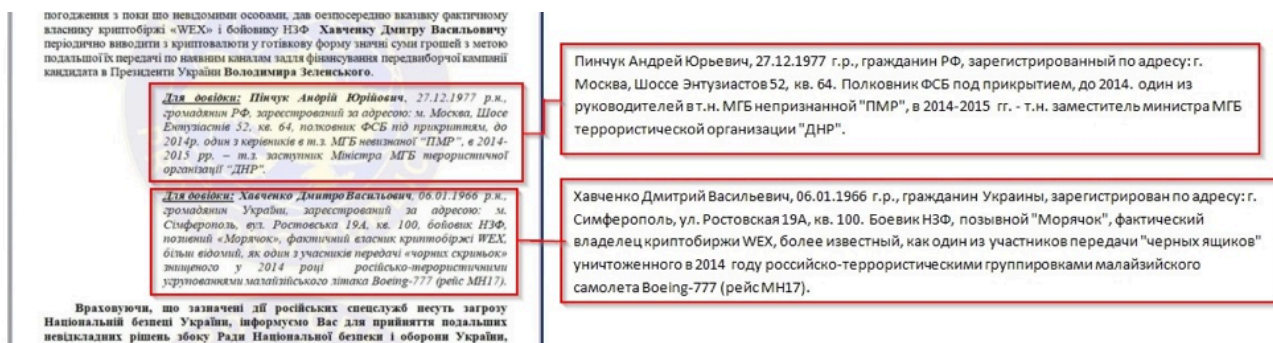 погодження з поки що невідомими особами, дав безпосередню вказівку фактичному
власнику криптобіржі «WEX» і бойовику НЗФ Хавченку Дмитру Васильовичу
періодично виводити з криптовалюти у готівкову форму значні суми грошей з метою
подальшої їх передачі по наявним каналам задля фінансування передвиборчої кампанії
кандидата в Президенти України Володимира Зеленського.
Для довідки: Пінчук Андрій Юрійович, 27.12.1977 р.н.,
громадянин РФ, зареєстрований за адресою: м. Москва, Шосе
Ентузіастів 52, кв. 64, полковник ФСБ під прикриттям, до
2014р. один з керівників в т.з. МГБ невизнаної "ПМР", в 2014-
2015 рр. – т.з. заступник Міністра МГБ терористичної
організації "ДНР".
Для довідки: Хавченко Дмитро Васильович, 06.01.1966 р.н.,
громадянин України, зареєстрований за адресою: м.
Сімферополь, вул. Ростовська 19А, кв. 100, бойовик НЗФ,
позивний «Морячок», фактичний власник криптобіржі WEX,
більш відомий, як один з учасників передачі «чорних скриньок»
знищеного у 2014 році російсько-терористичними
угрупованнями малайзійського літака Boeing-777 (рейс МН17).
Враховуючи, що зазначені дії російських спецслужб несуть загрозу
Національній безпеці України, інформуємо Вас для прийняття подальших
невідкладних рішень збоку Ради Національної безпеки і оборони України,
Пинчук Андрей Юрьевич, 27.12.1977 г.р., гражданин РФ, зарегистрированный по адресу: г.
Москва, Шоссе Энтузиастов 52, кв. 64. Полковник ФСБ под прикрытием, до 2014. один из
руководителей в т.н. МГБ непризнанной "ПМР", в 2014-2015 гг. - т.н. заместитель министра МГБ
террористической организации "ДНР".
Хавченко Дмитрий Васильевич, 06.01.1966 г.р., гражданин Украины, зарегистрирован по адресу: г.
Симферополь, ул. Ростовская 19А, кв. 100. Боевик НЗФ, позывной "Морячок", фактический
владелец криптобиржи WEX, более известный, как один из участников передачи "черных ящиков"
уничтоженного в 2014 году российско-террористическими группировками малайзийского
самолета Boeing-777 (рейс МН17).